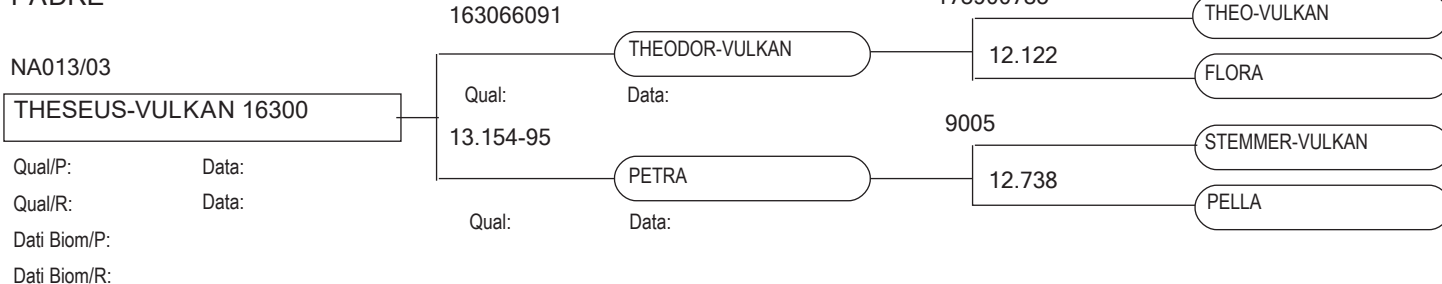 163066091
THEO-VULKAN
THEODOR-VULKAN
12.122
NA013/03
FLORA
THESEUS-VULKAN 16300
Qual: Data:
9005
13.154-95
STEMMER-VULKAN
Qual/P: Data:
PETRA
12.738
Qual/R: Data:
PELLA
Qual: Data:
Dati Biom/P:
Dati Biom/R: